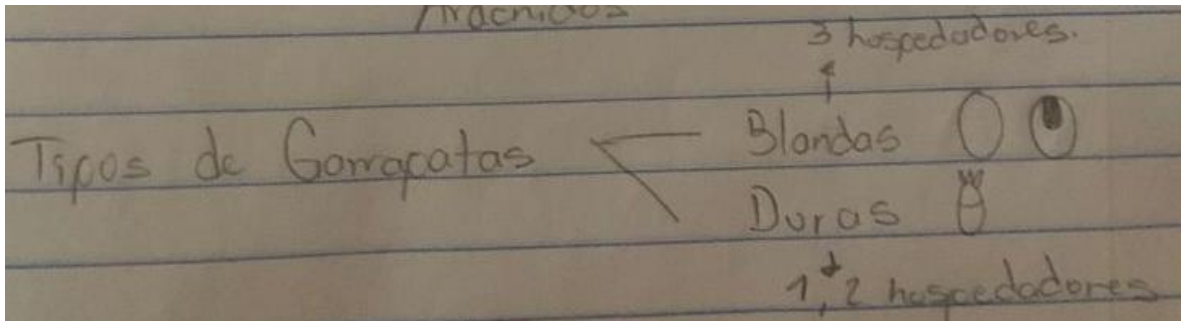 Arácnidos
3 hospedadores.
Tipos de Garrapatas
Blandas
Duras
1, 2 hospedadores